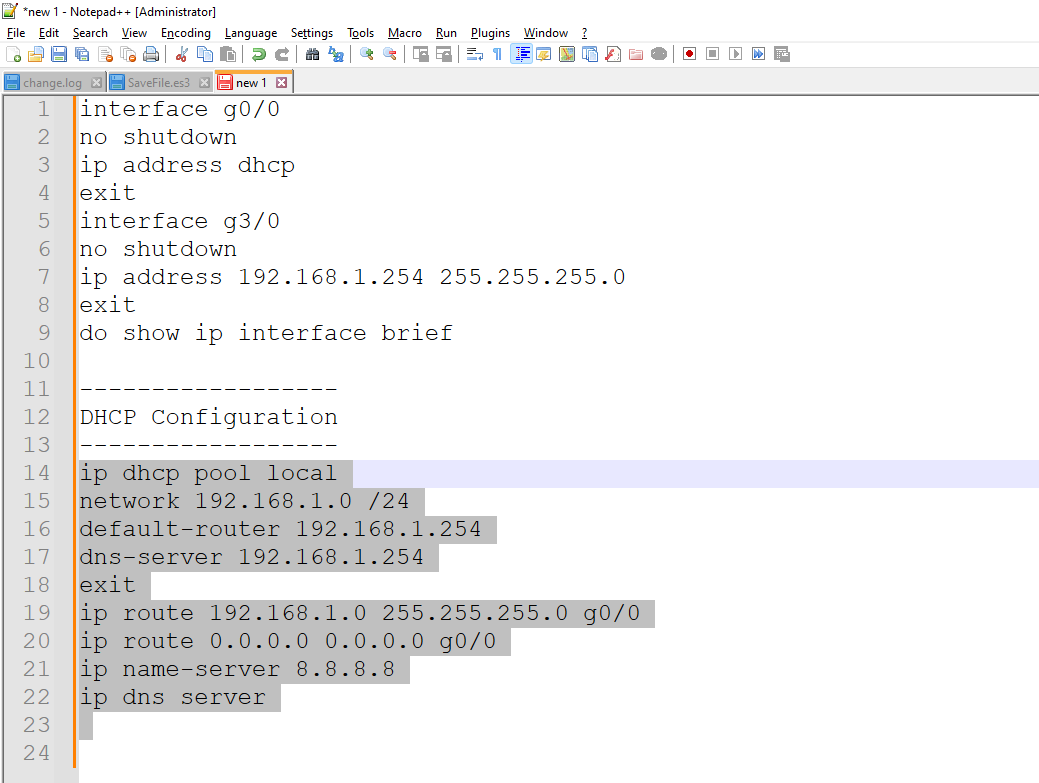 *new 1 - Notepad++ [Administrator]
File Edit Search View Encoding Language Settings Tools Macro Run Plugins Window ?
change.log SaveFile.es3 new 1
1 interface g0/0
2 no shutdown
3 ip address dhcp
4 exit
5 interface g3/0
6 no shutdown
7 ip address 192.168.1.254 255.255.255.0
8 exit
9 do show ip interface brief
10
11 ------------------
12 DHCP Configuration
13 ------------------
14 ip dhcp pool local
15 network 192.168.1.0 /24
16 default-router 192.168.1.254
17 dns-server 192.168.1.254
18 exit
19 ip route 192.168.1.0 255.255.255.0 g0/0
20 ip route 0.0.0.0 0.0.0.0 g0/0
21 ip name-server 8.8.8.8
22 ip dns server
23
24